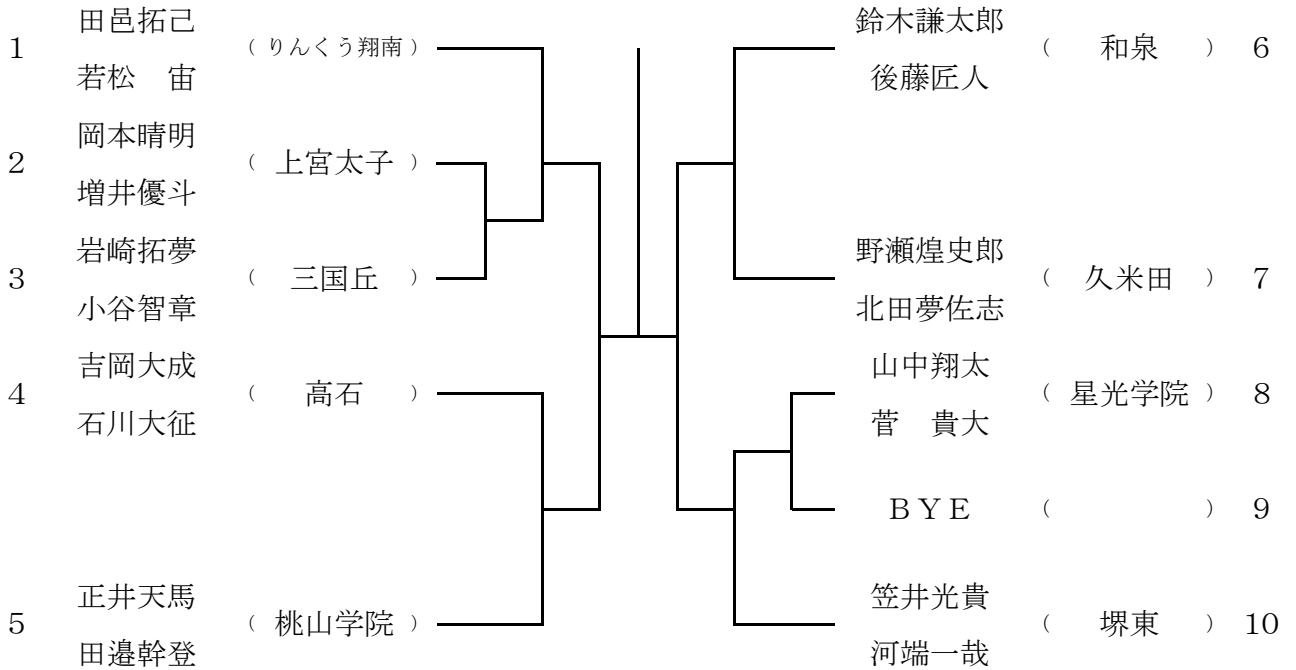 田邑拓己
1 （ りんくう翔南 ）
若松　宙
岡本晴明
2 （ 上宮太子 ）
増井優斗
岩崎拓夢
3 （ 三国丘 ）
小谷智章
吉岡大成
4 （ 高石 ）
石川大征
正井天馬
5 （ 桃山学院 ）
田邉幹登
鈴木謙太郎
（ 和泉 ） 6
後藤匠人
野瀬煌史郎
（ 久米田 ） 7
北田夢佐志
山中翔太
（ 星光学院 ） 8
菅　貴大
ＢＹＥ （ ） 9
笠井光貴
（ 堺東 ） 10
河端一哉